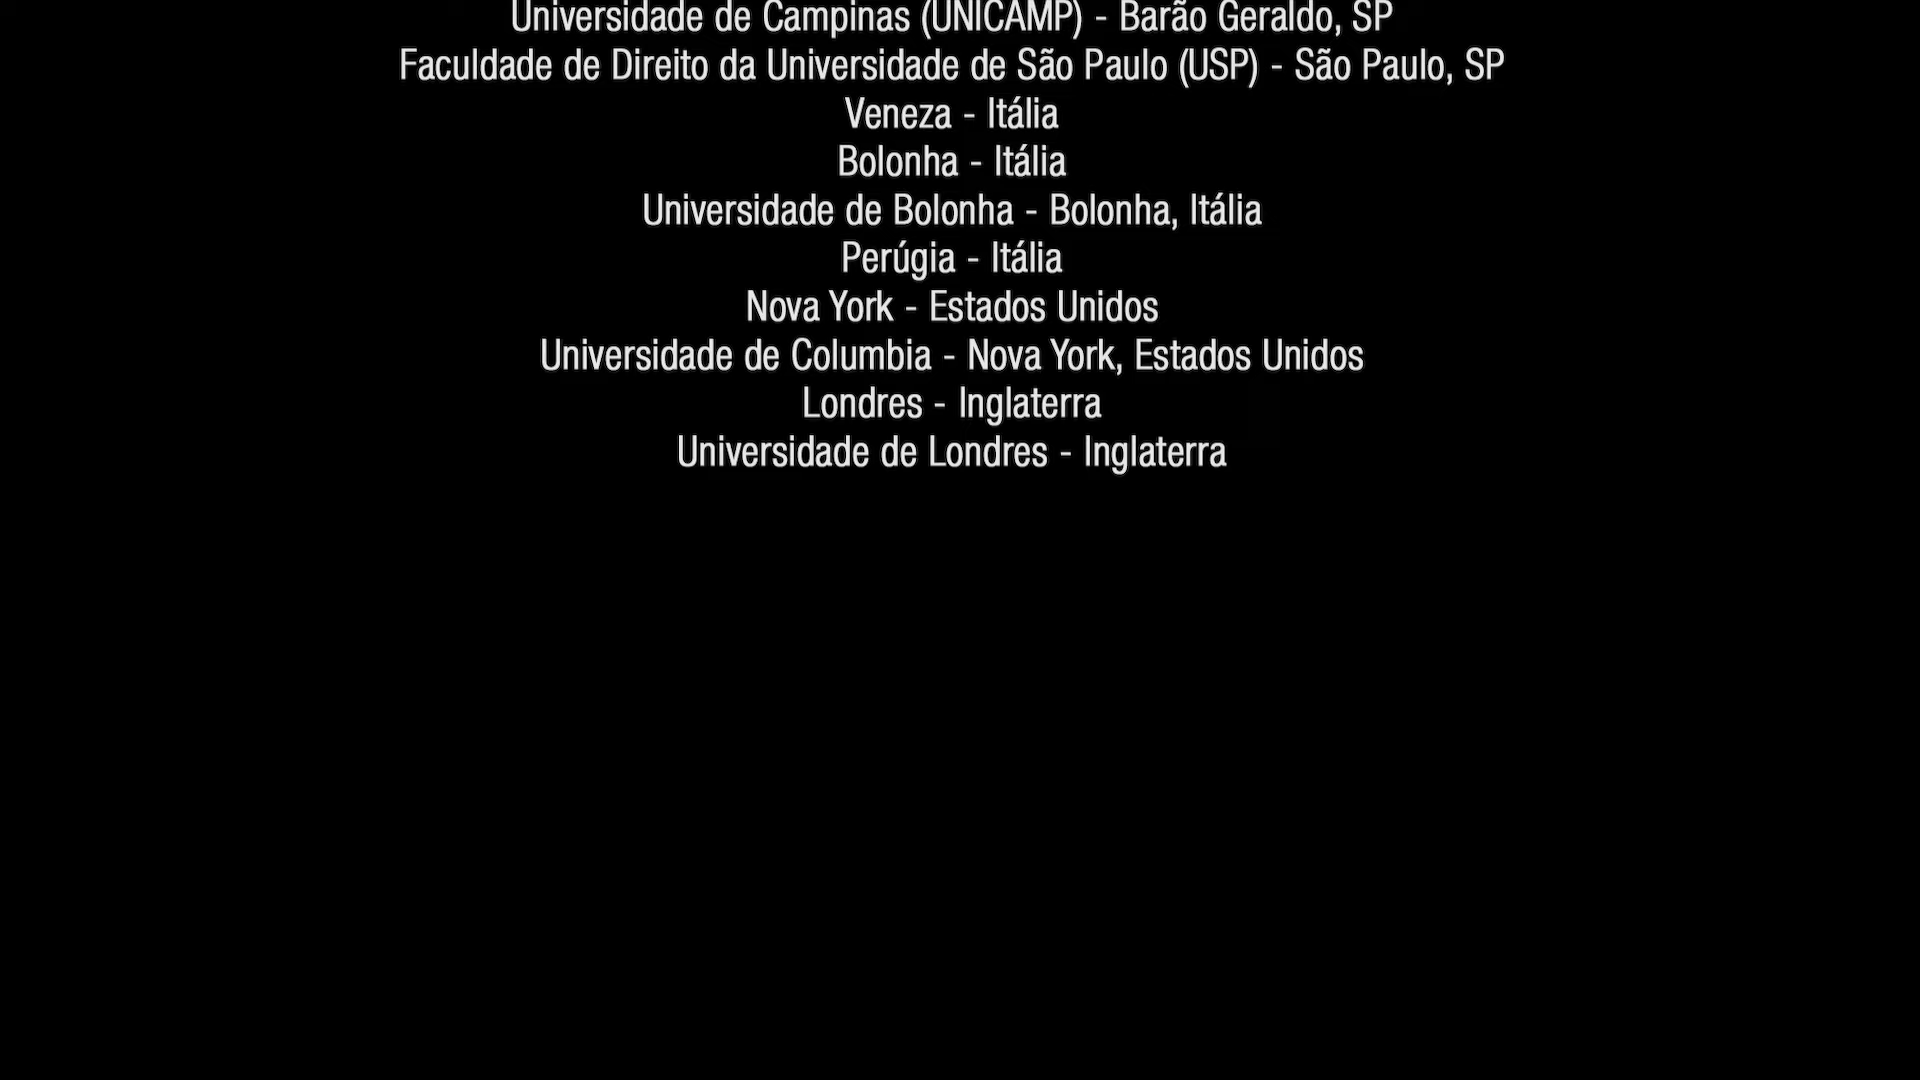 Universidade de Campinas (UNICAMP) - Barão Geraldo, SP
Faculdade de Direito da Universidade de São Paulo (USP) - São Paulo, SP
Veneza - Itália
Bolonha - Itália
Universidade de Bolonha - Bolonha, Itália
Perúgia - Itália
Nova York - Estados Unidos
Universidade de Columbia - Nova York, Estados Unidos
Londres - Inglaterra
Universidade de Londres - Inglaterra